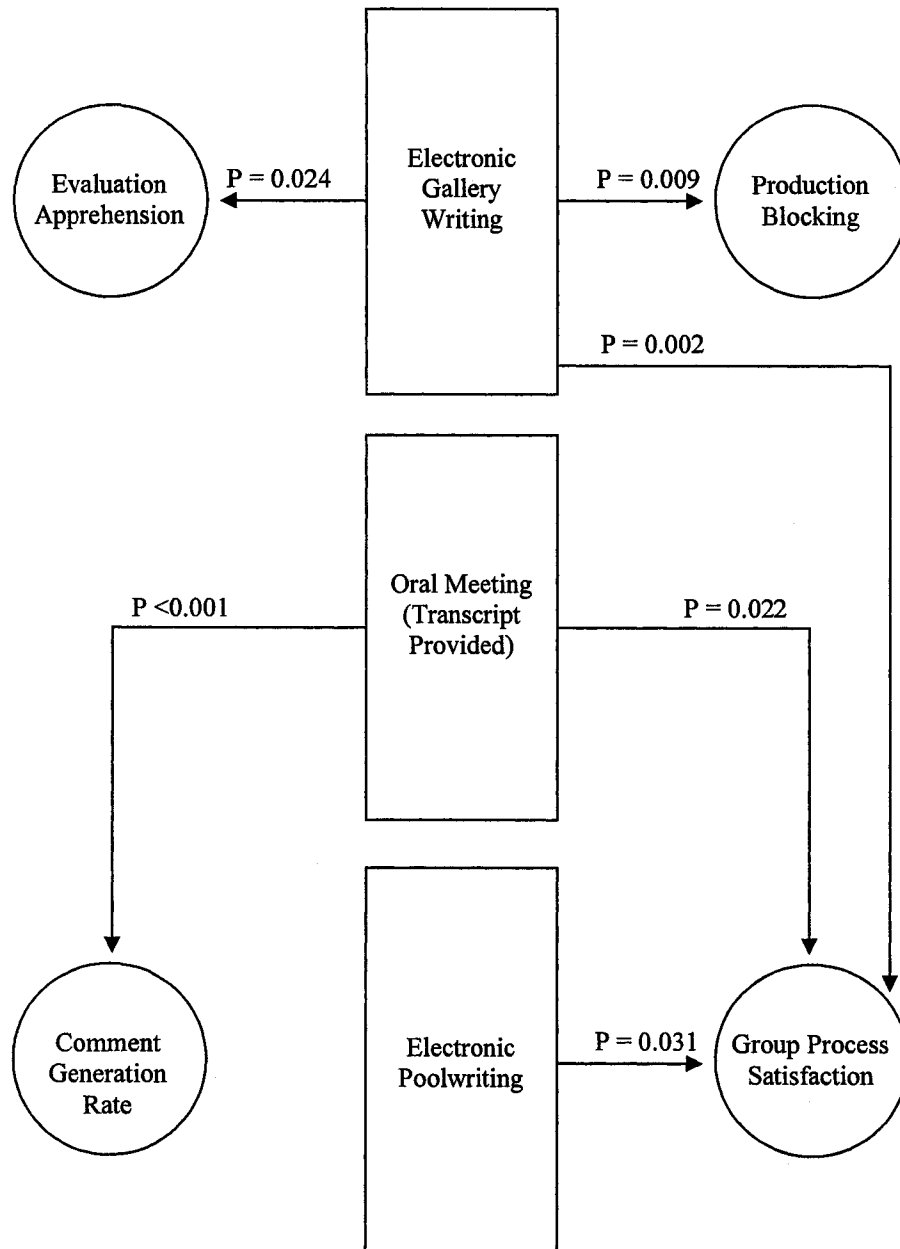 Evaluation
Apprehension
P = 0.024
Electronic
Gallery
Writing
P = 0.009
Production
Blocking
P = 0.002
P <0.001
Oral Meeting
(Transcript
Provided)
P = 0.022
Comment
Generation
Rate
Electronic
Poolwriting
P = 0.031
Group Process
Satisfaction